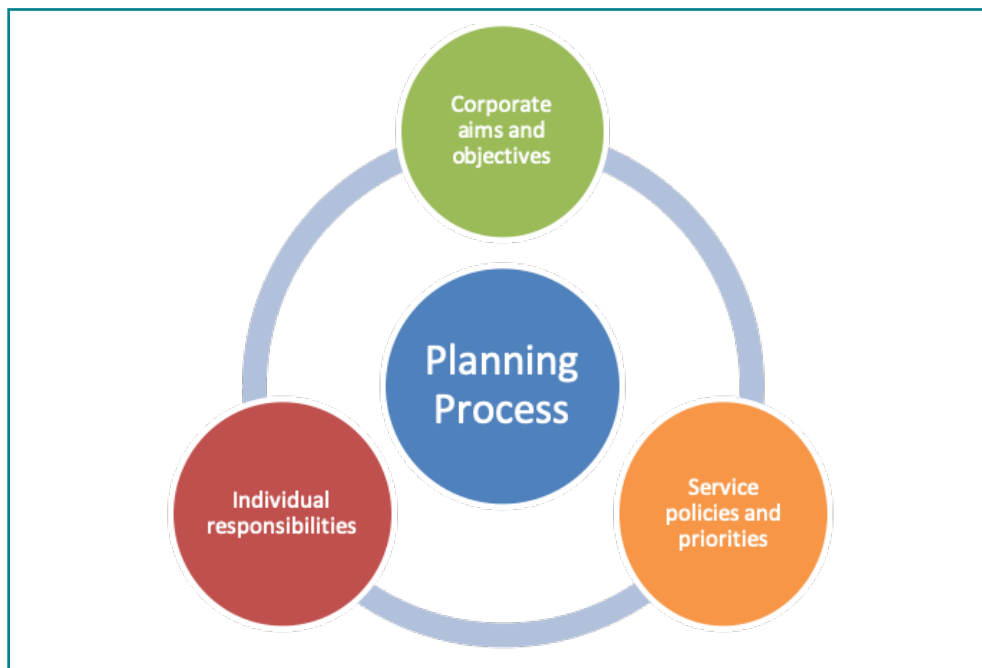 Corporate
aims and
objectives
Planning
Process
Individual
responsibilities
Service
policies and
priorities